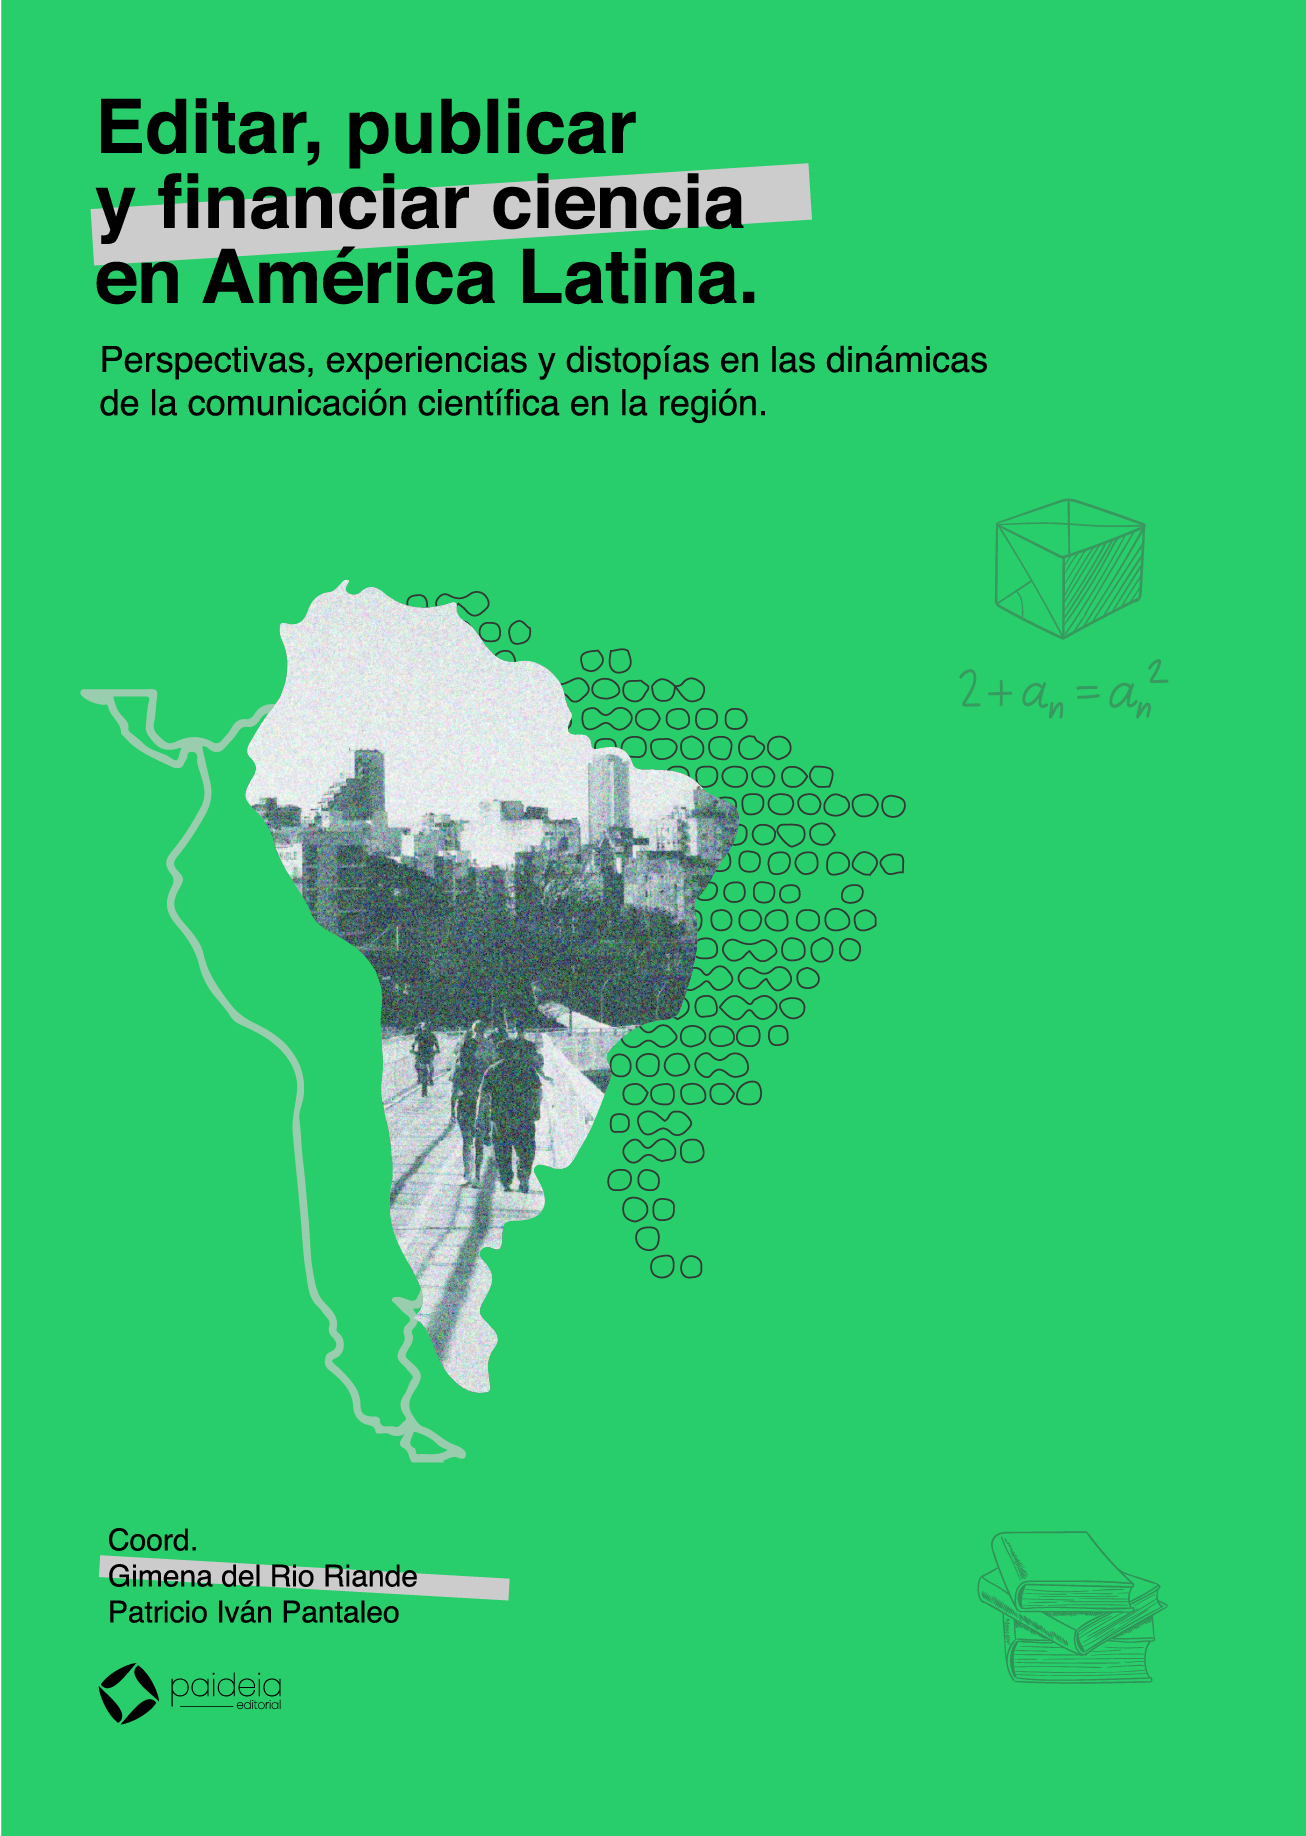 Editar, publicar
y financiar ciencia
en América Latina.
Perspectivas, experiencias y distopías en las dinámicas
de la comunicación científica en la región.
2+aₙ=aₙ²
Coord.
Gimena del Rio Riande
Patricio Iván Pantaleo
paideia
editorial